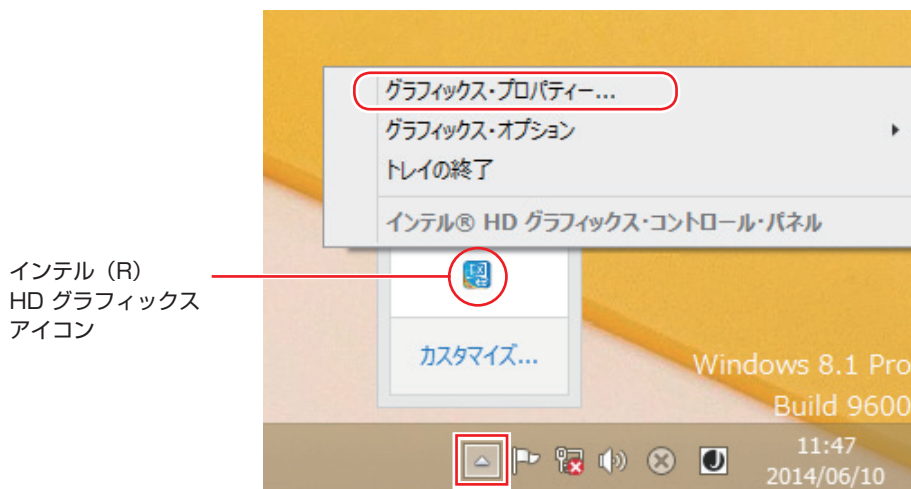 グラフィックス・プロパティー...
グラフィックス・オプション
トレイの終了
インテル® HD グラフィックス・コントロール・パネル
インテル（R）
HD グラフィックス
アイコン
カスタマイズ...
Windows 8.1 Pro
Build 9600
11:47
2014/06/10